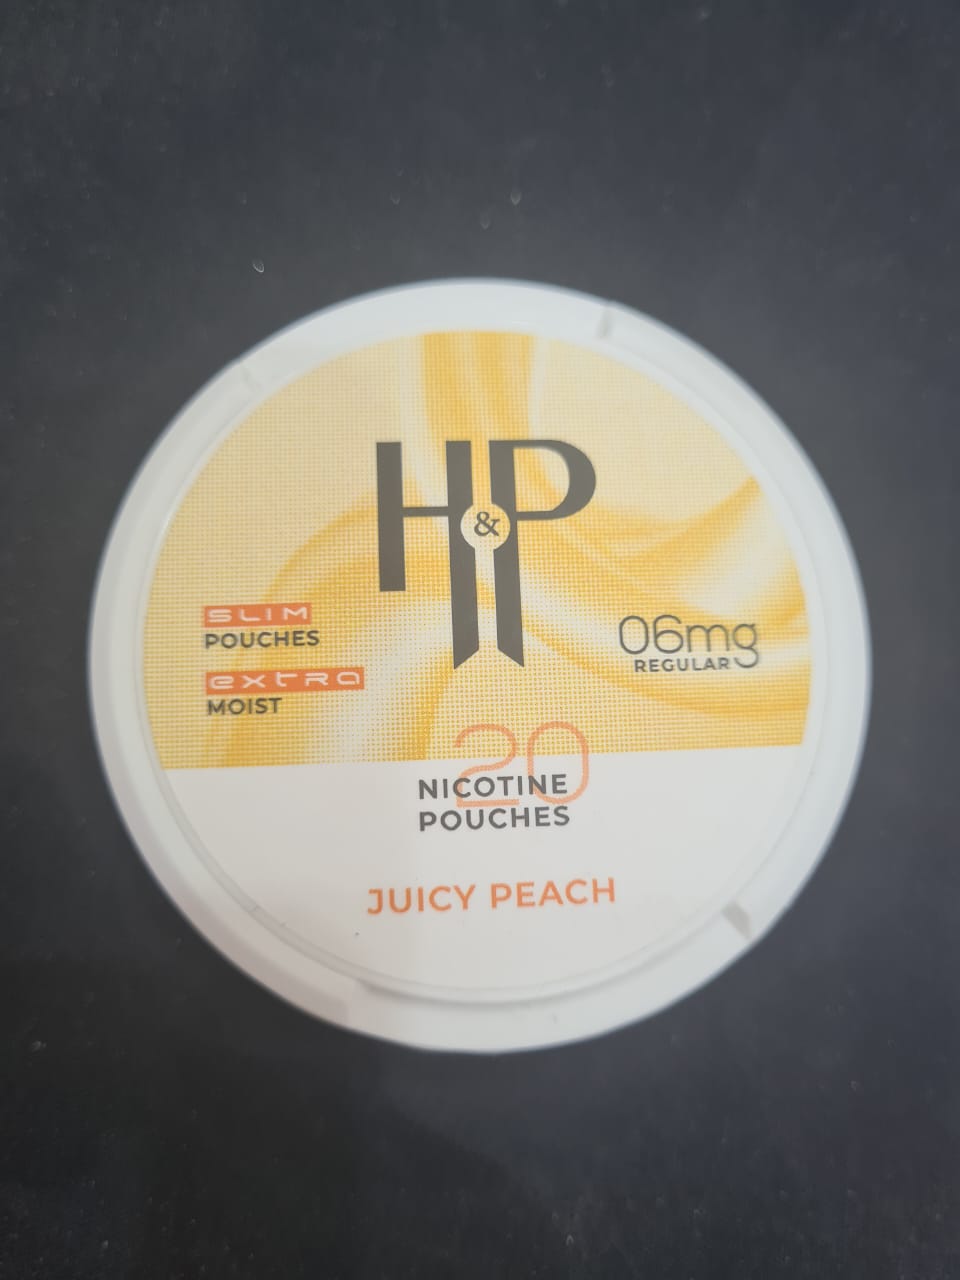 H&P
SLIM
POUCHES
extra
MOIST
06mg
REGULAR
20
NICOTINE
POUCHES
JUICY PEACH